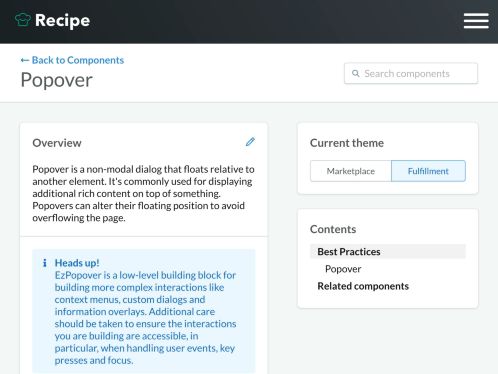 Recipe
← Back to Components
Popover
Search components
Overview
Popover is a non-modal dialog that floats relative to
another element. It's commonly used for displaying
additional rich content on top of something.
Popovers can alter their floating position to avoid
overflowing the page.
Heads up!
EzPopover is a low-level building block for
building more complex interactions like
context menus, custom dialogs and
information overlays. Additional care
should be taken to ensure the interactions
you are building are accessible, in
particular, when handling user events, key
presses and focus.
Current theme
Marketplace
Fulfillment
Contents
Best Practices
Popover
Related components